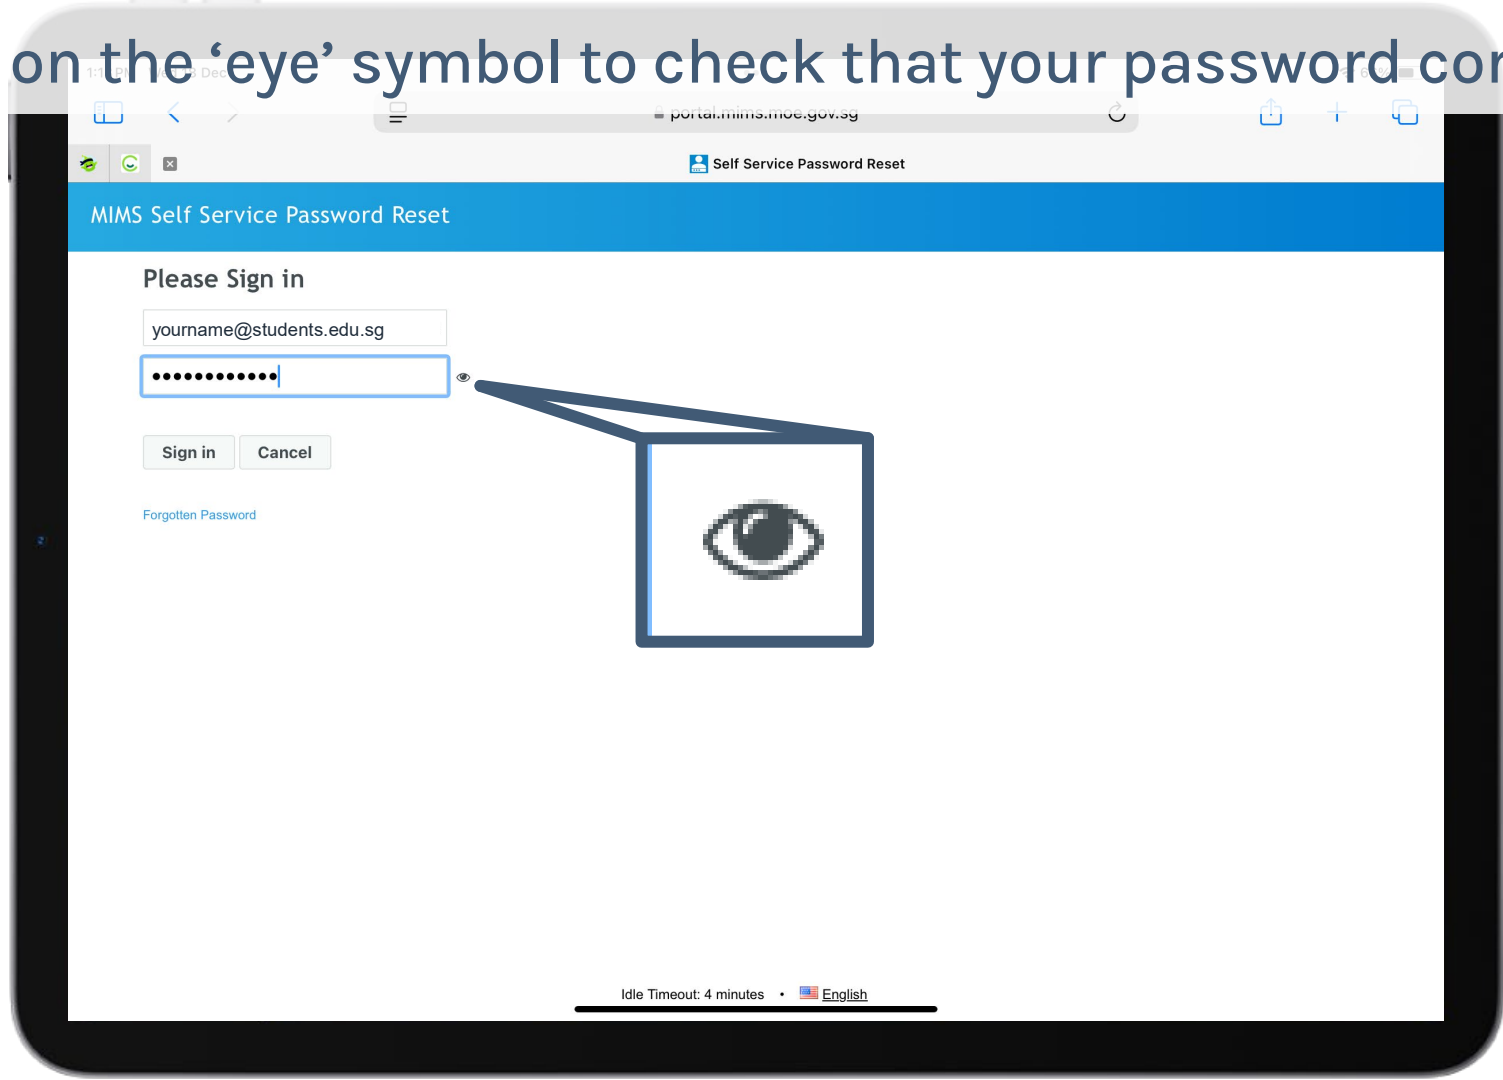 on the ‘eye’ symbol to check that your password cor
portal.mims.moe.gov.sg
Self Service Password Reset
MIMS Self Service Password Reset
Please Sign in
yourname@students.edu.sg
Sign in Cancel
Forgotten Password
Idle Timeout: 4 minutes • English